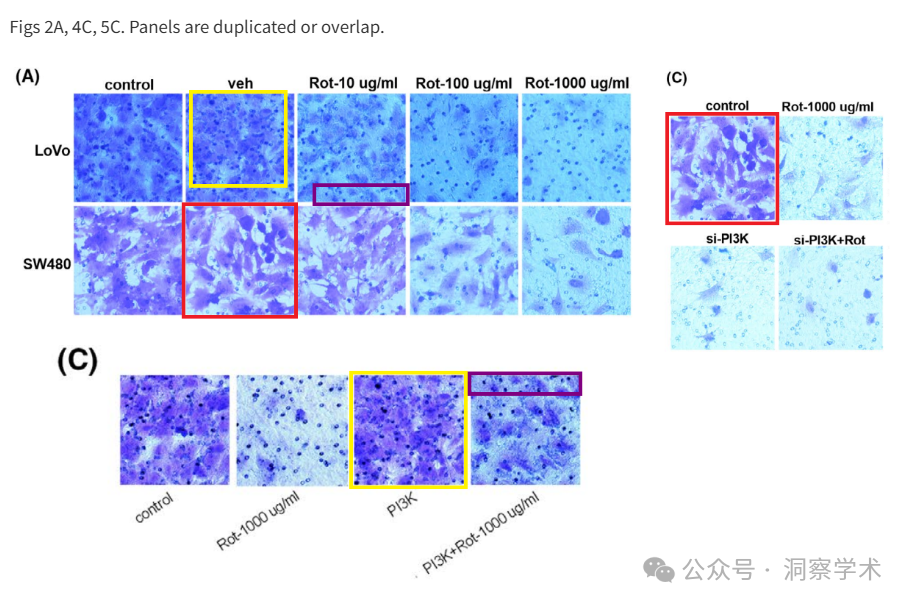 Figs 2A, 4C, 5C. Panels are duplicated or overlap.
(A)
control veh Rot-10 ug/ml Rot-100 ug/ml Rot-1000 ug/ml
LoVo
SW480
(C)
control Rot-1000 ug/ml
si-PI3K si-PI3K+Rot
(C)
control Rot-1000 ug/ml PI3K PI3K+Rot-1000 ug/ml
公众号 · 洞察学术